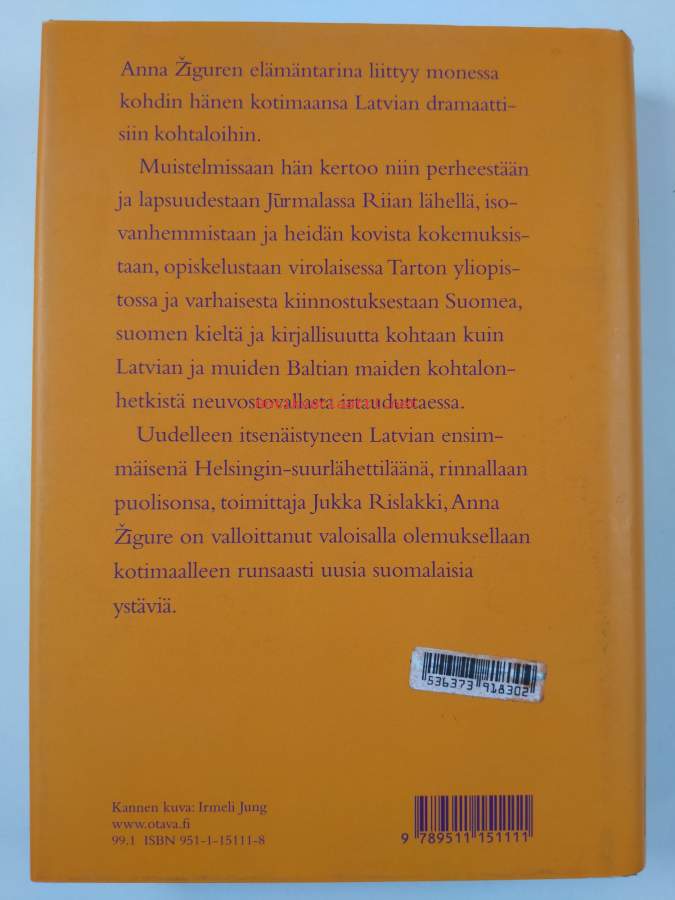 Anna Žīguren elämäntarina liittyy monessa
kohdin hänen kotimaansa Latvian dramaatti-
siin kohtaloihin.
Muistelmissaan hän kertoo niin perheestään
ja lapsuudestaan Jūrmalassa Riian lähellä, iso-
vanhemmistaan ja heidän kovista kokemuksis-
taan, opiskelustaan virolaisessa Tarton yliopis-
tossa ja varhaisesta kiinnostuksestaan Suomea,
suomen kieltä ja kirjallisuutta kohtaan kuin
Latvian ja muiden Baltian maiden kohtalon-
hetkistä neuvostovallasta irtauduttaessa.
Uudelleen itsenäistyneen Latvian ensim-
mäisenä Helsingin-suurlähettiläänä, rinnallaan
puolisonsa, toimittaja Jukka Rislakki, Anna
Žīgure on valloittanut valoisalla olemuksellaan
kotimaalleen runsaasti uusia suomalaisia
ystäviä.
536373 918302
Kannen kuva: Irmeli Jung
www.otava.fi
99.1 ISBN 951-1-15111-8
9 789511 151111